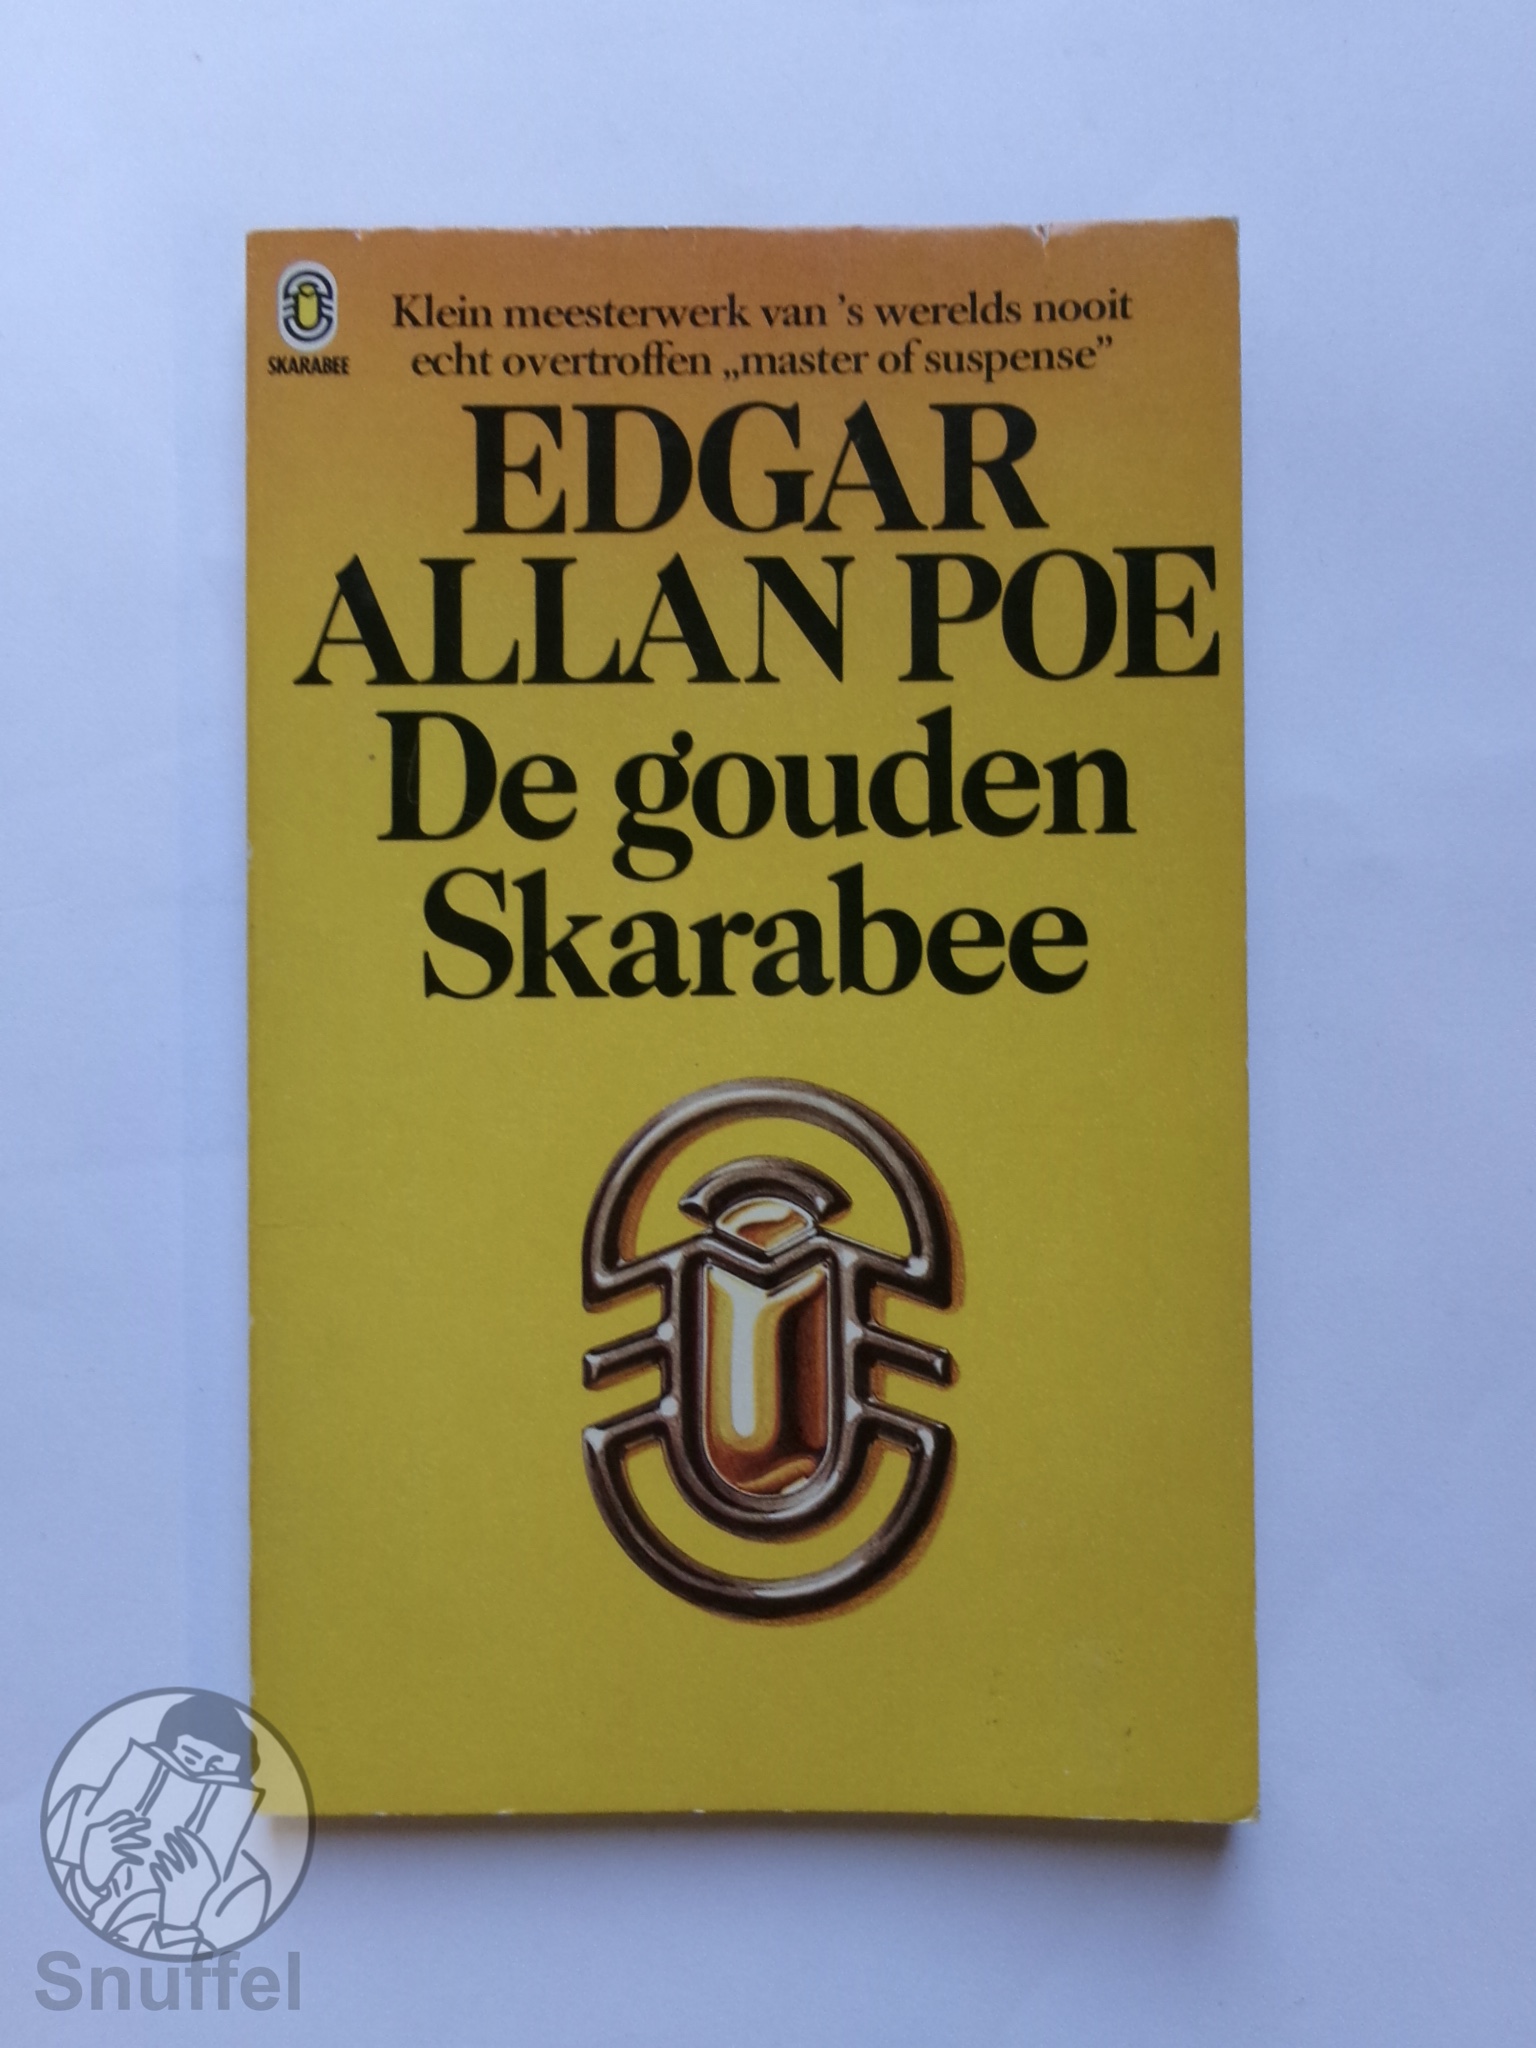 SKARABEE
Klein meesterwerk van 's werelds nooit
echt overtroffen „master of suspense”
EDGAR
ALLAN POE
De gouden
Skarabee
Snuffel